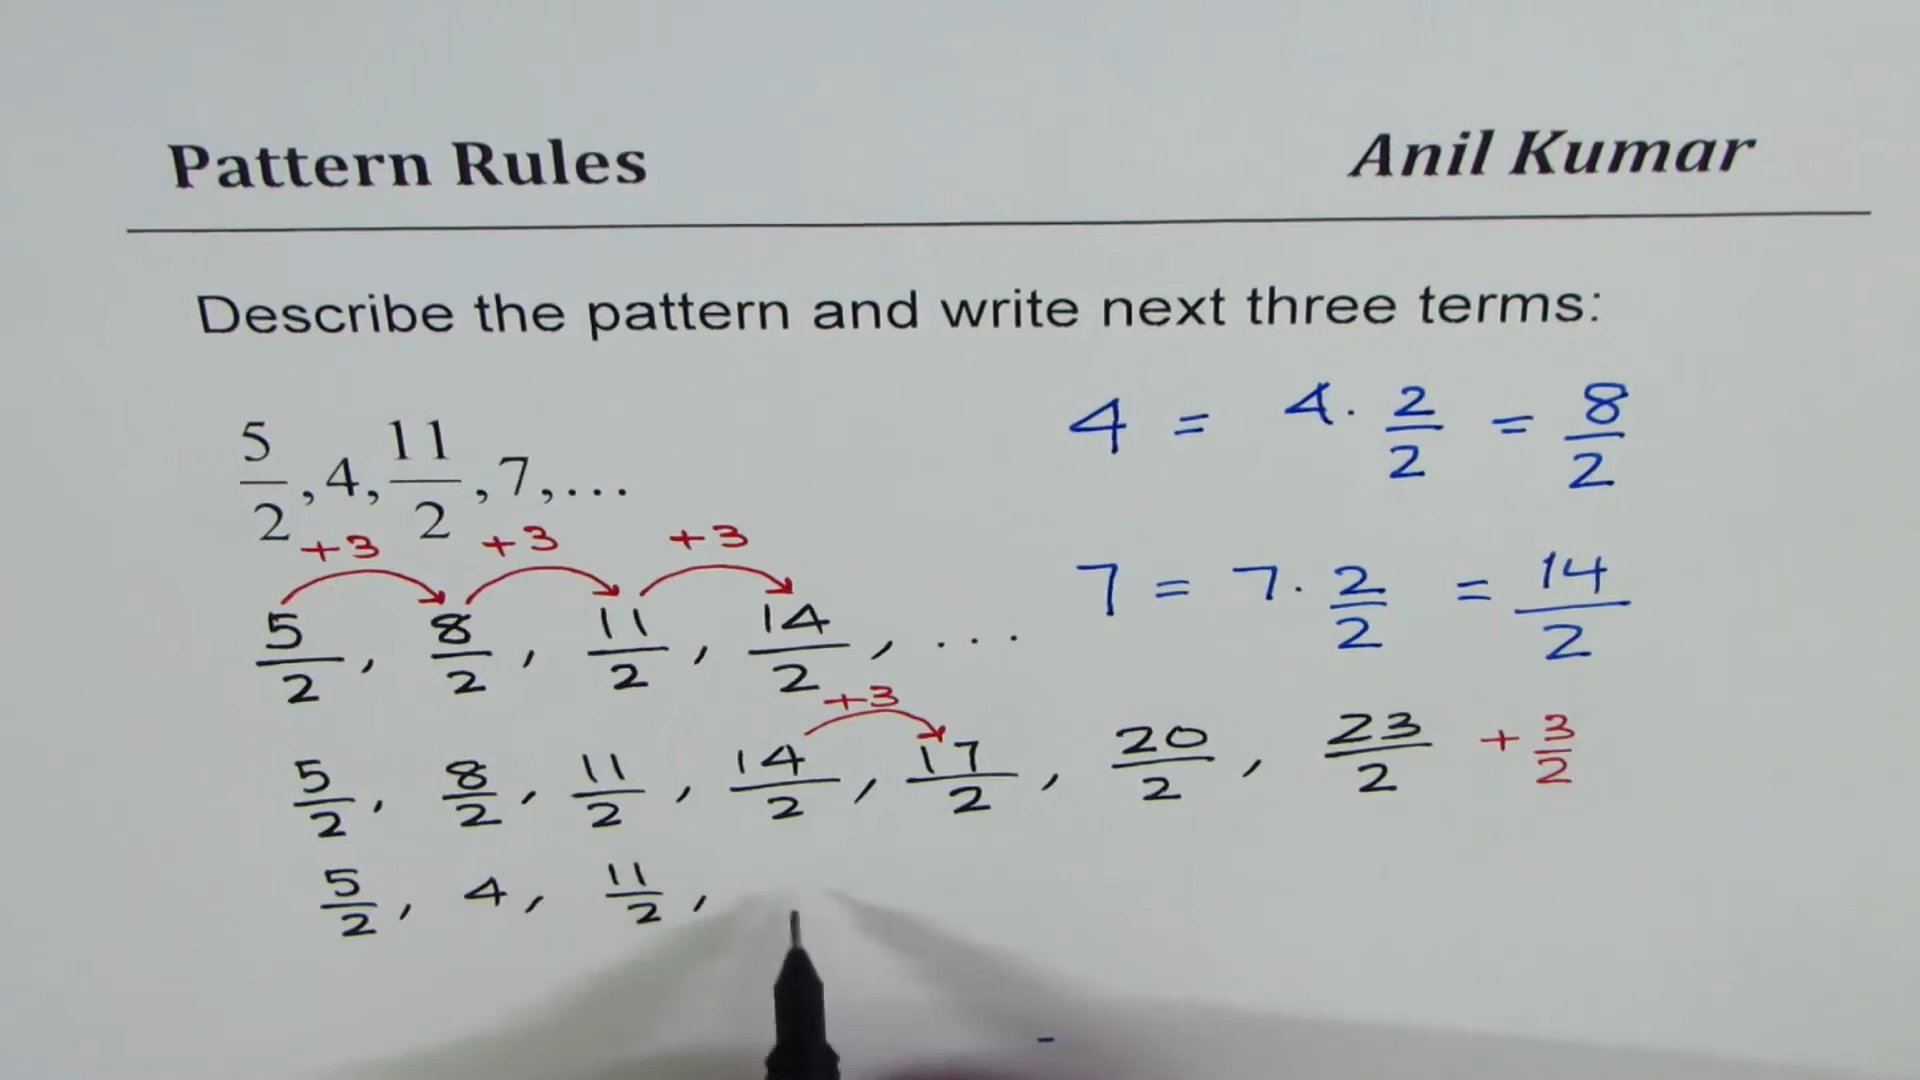 Pattern Rules Anil Kumar
Describe the pattern and write next three terms:
5/2, 4, 11/2, 7, ...
4 = 4 · 2/2 = 8/2
+3 +3 +3
5/2, 8/2, 11/2, 14/2, ...
7 = 7 · 2/2 = 14/2
+3
5/2, 8/2, 11/2, 14/2, 17/2, 20/2, 23/2 + 3/2
5/2, 4, 11/2,